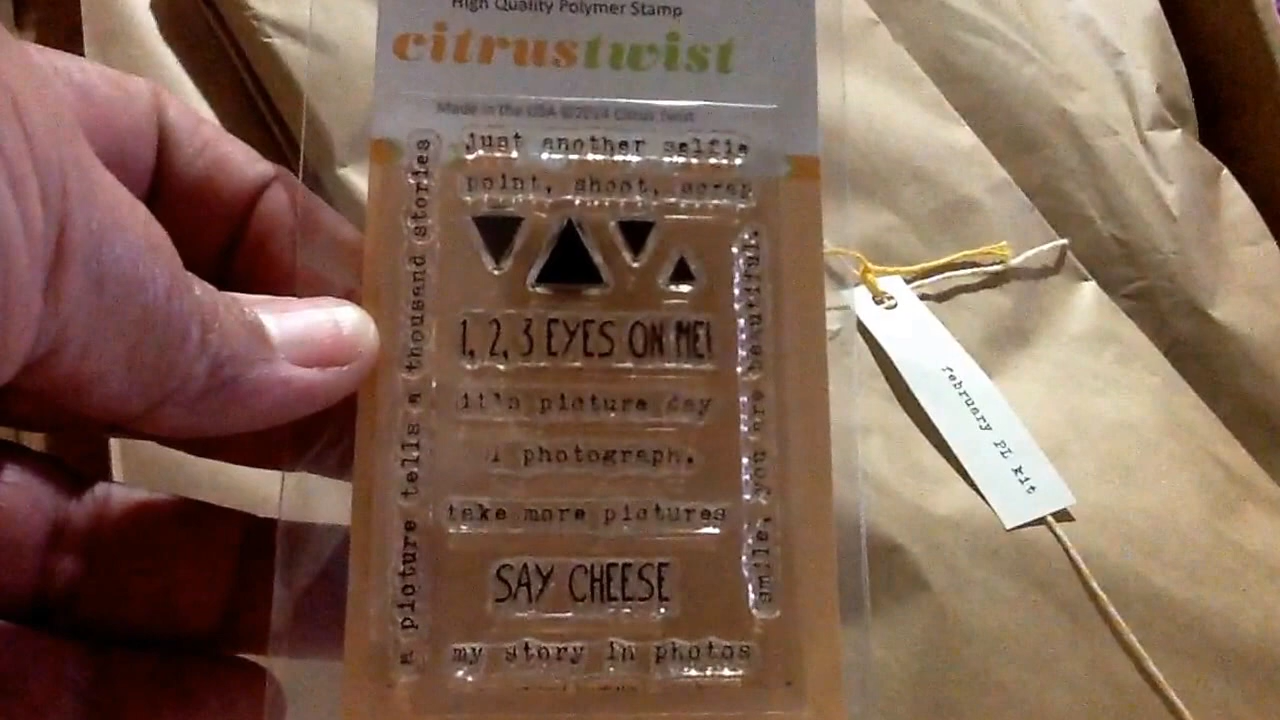 High Quality Polymer Stamp
citrustwist
Made in the USA ©2014 Citrus Twist
just another selfie
point, shoot, scrap
1, 2, 3 EYES ON ME!
it's picture day
I photograph.
take more pictures
SAY CHEESE
my story in photos
a picture tells a thousand stories
smile, you are beautiful.
february PL kit